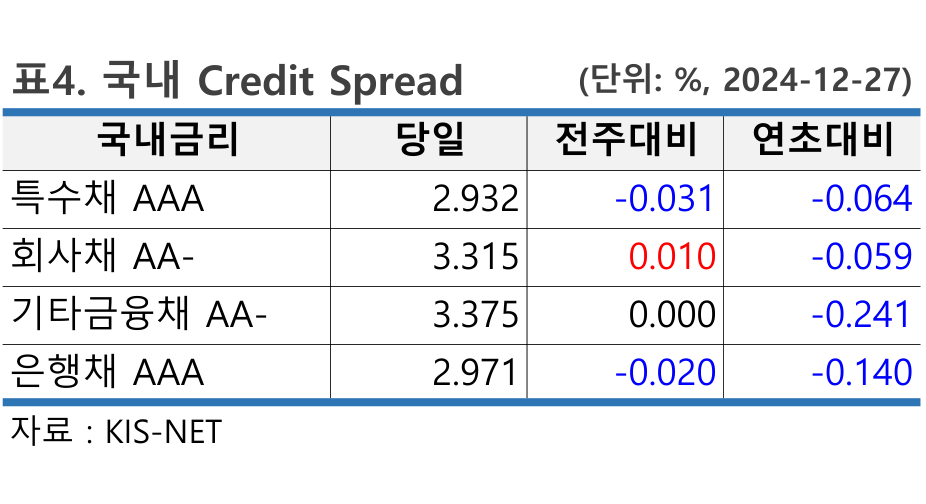 표4. 국내 Credit Spread (단위: %, 2024-12-27)
국내금리 당일 전주대비 연초대비
특수채 AAA 2.932 -0.031 -0.064
회사채 AA- 3.315 0.010 -0.059
기타금융채 AA- 3.375 0.000 -0.241
은행채 AAA 2.971 -0.020 -0.140
자료 : KIS-NET